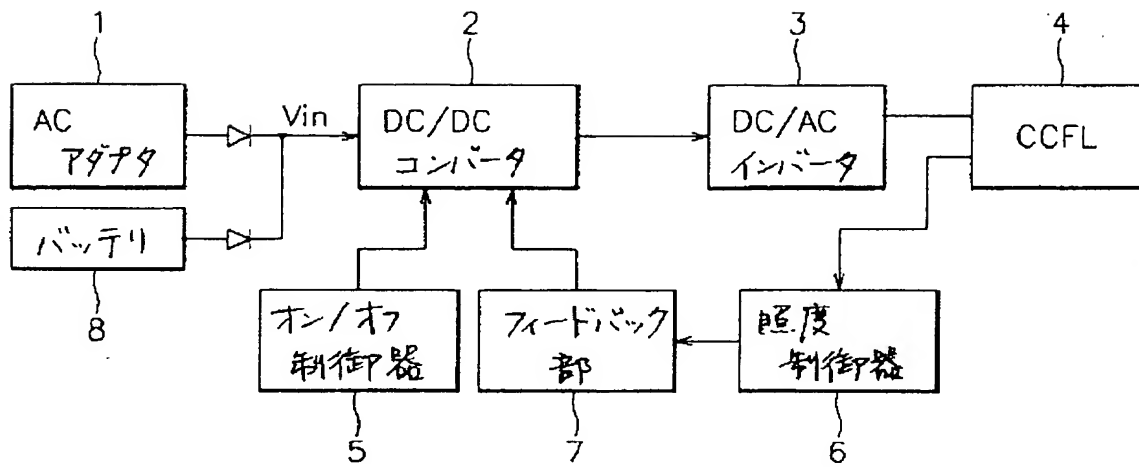 1
2
3
4
AC
アダプタ
Vin
DC/DC
コンバータ
DC/AC
インバータ
CCFL
バッテリ
8
オン/オフ
制御器
フィードバック
部
照度
制御器
5
7
6